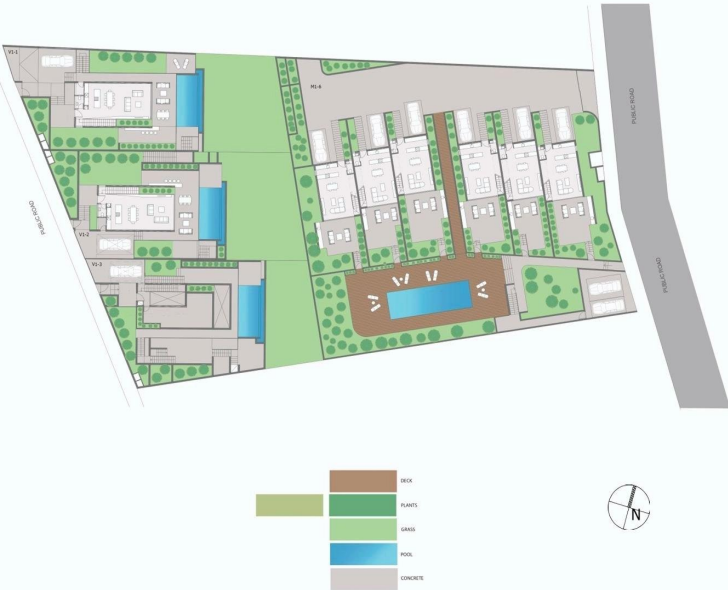 V1-1
M1-6
PUBLIC ROAD
PUBLIC ROAD
V1-2
V1-3
PUBLIC ROAD
DECK
PLANTS
GRASS
POOL
CONCRETE
N